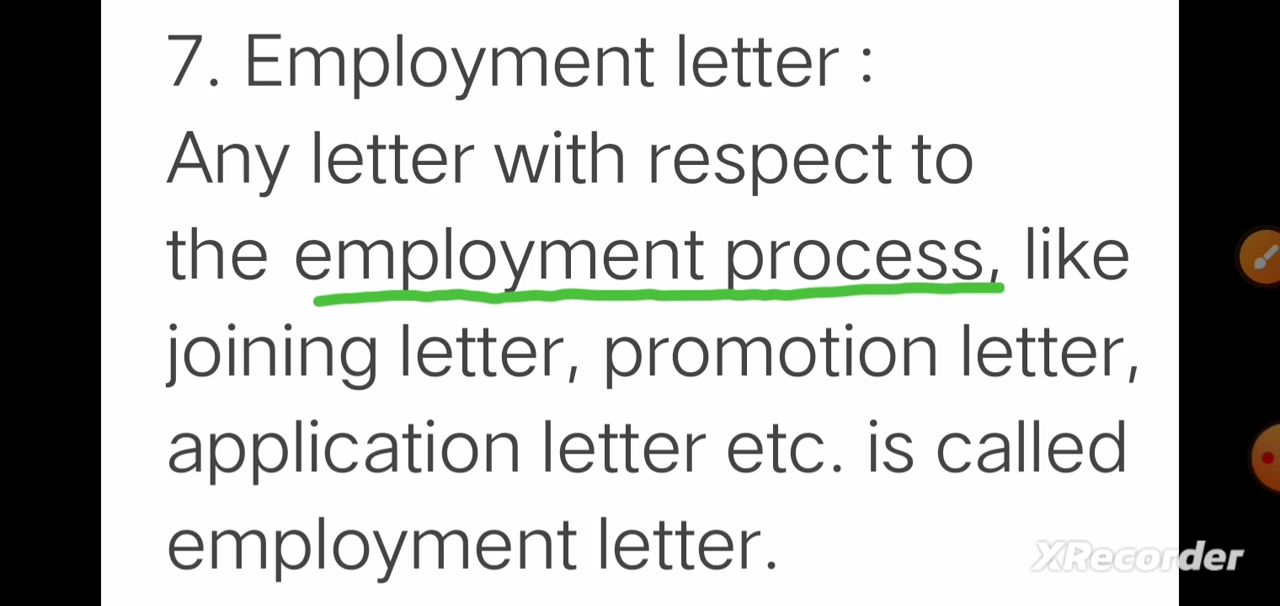 7. Employment letter :
Any letter with respect to
the employment process, like
joining letter, promotion letter,
application letter etc. is called
employment letter.
XRecorder